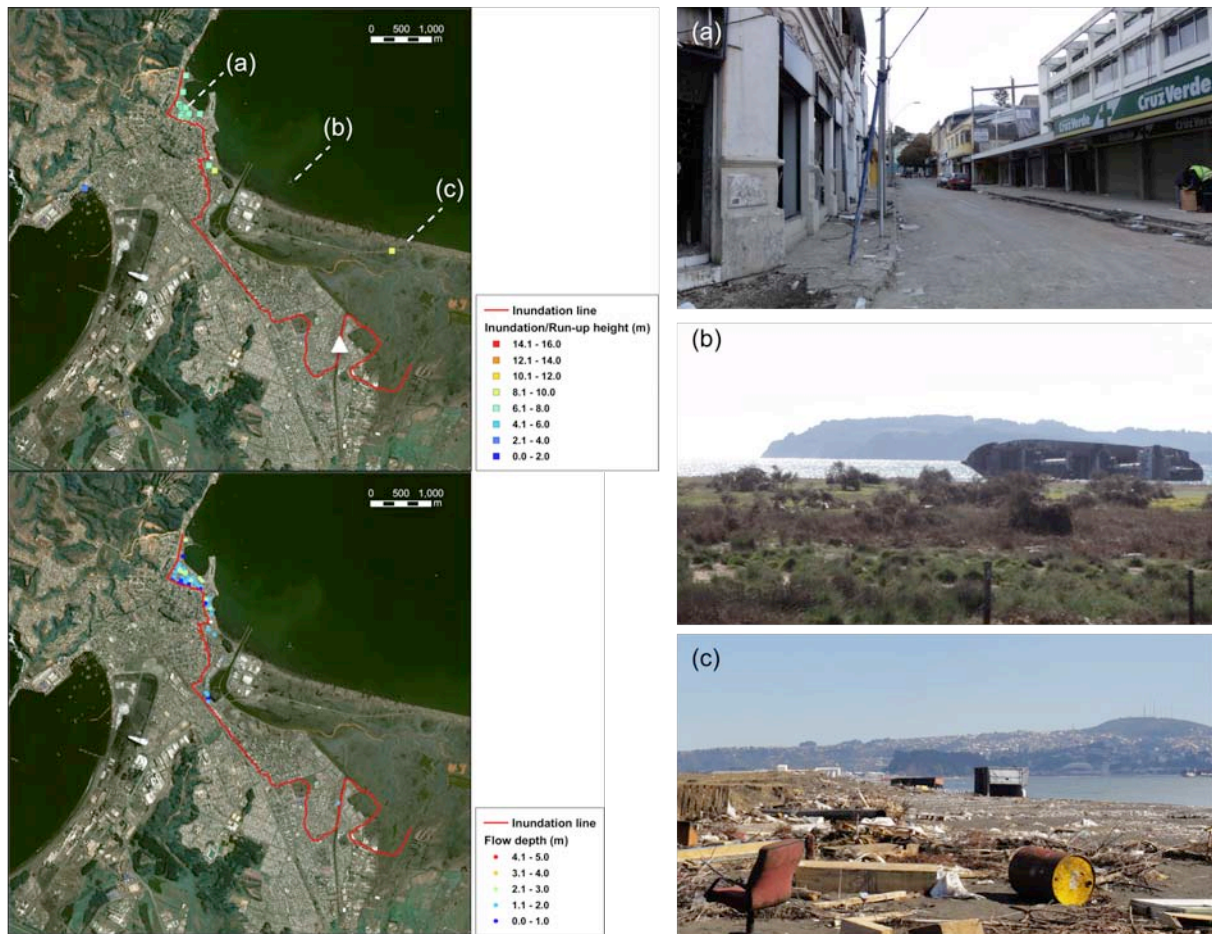 0 500 1,000
m
(a)
(b)
(c)
Inundation line
Inundation/Run-up height (m)
14.1 - 16.0
12.1 - 14.0
10.1 - 12.0
8.1 - 10.0
6.1 - 8.0
4.1 - 6.0
2.1 - 4.0
0.0 - 2.0
0 500 1,000
m
Inundation line
Flow depth (m)
4.1 - 5.0
3.1 - 4.0
2.1 - 3.0
1.1 - 2.0
0.0 - 1.0
(a)
CruzVerde
CruzVerde
(b)
(c)